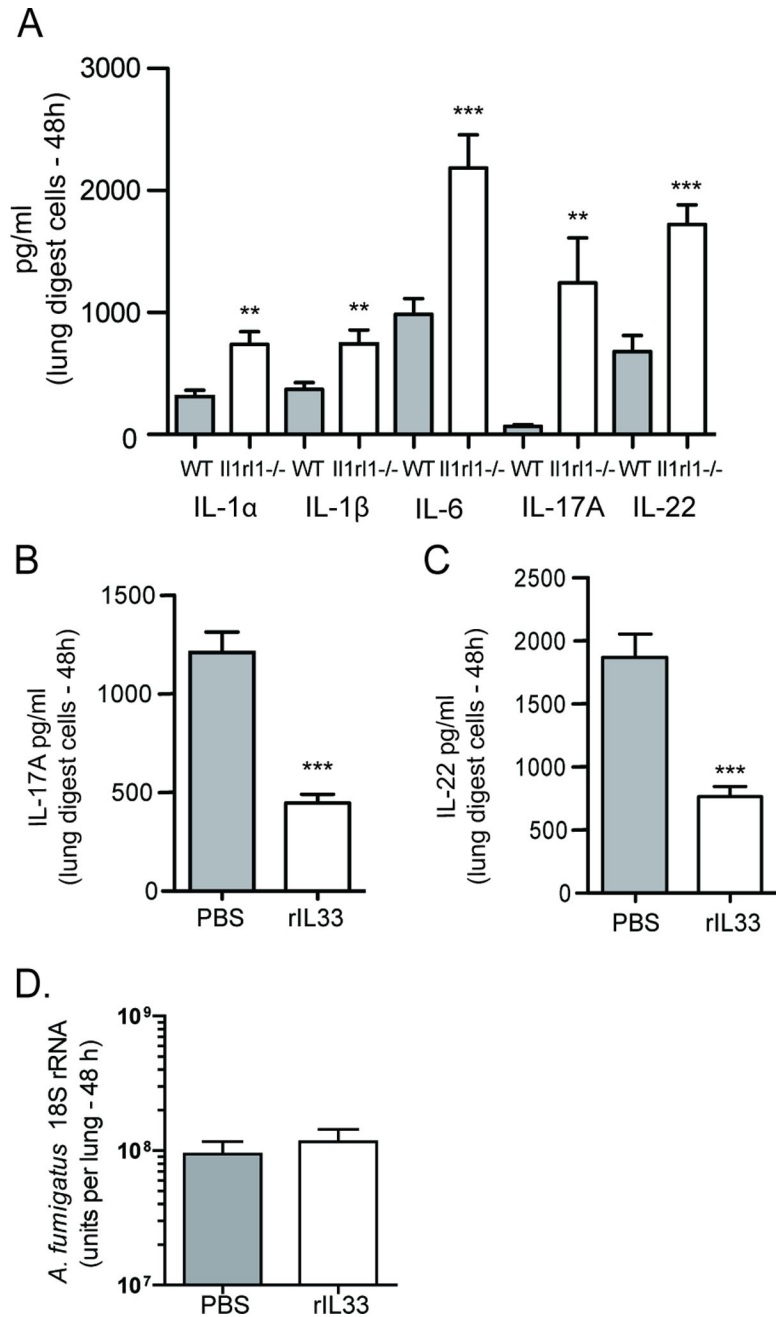 A
3000
2000
1000
0
pg/ml
(lung digest cells - 48h)
** ** *** ** ***
WT Il1rl1-/- WT Il1rl1-/- WT Il1rl1-/- WT Il1rl1-/- WT Il1rl1-/-
IL-1α IL-1β IL-6 IL-17A IL-22
B
1500
1000
500
0
IL-17A pg/ml
(lung digest cells - 48h)
***
PBS rIL33
C
2500
2000
1500
1000
500
0
IL-22 pg/ml
(lung digest cells - 48h)
***
PBS rIL33
D.
10⁹
10⁸
10⁷
A. fumigatus 18S rRNA
(units per lung - 48 h)
PBS rIL33